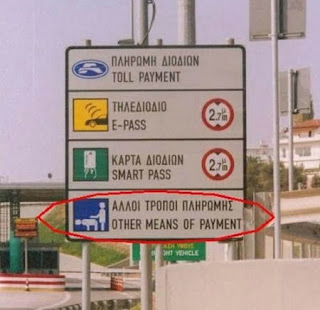 ΠΛΗΡΩΜΗ ΔΙΟΔΙΩΝ
TOLL PAYMENT
ΤΗΛΕΔΙΟΔΙΟ
E-PASS
2.7m
ΚΑΡΤΑ ΔΙΟΔΙΩΝ
SMART PASS
2.7m
ΑΛΛΟΙ ΤΡΟΠΟΙ ΠΛΗΡΩΜΗΣ
OTHER MEANS OF PAYMENT
VEHICLE